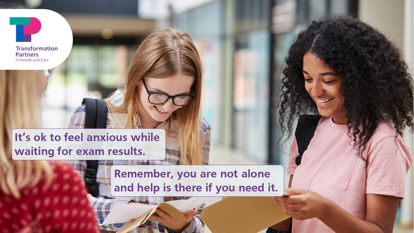 Transformation
Partners
in Health and Care
It's ok to feel anxious while
waiting for exam results.
Remember, you are not alone
and help is there if you need it.